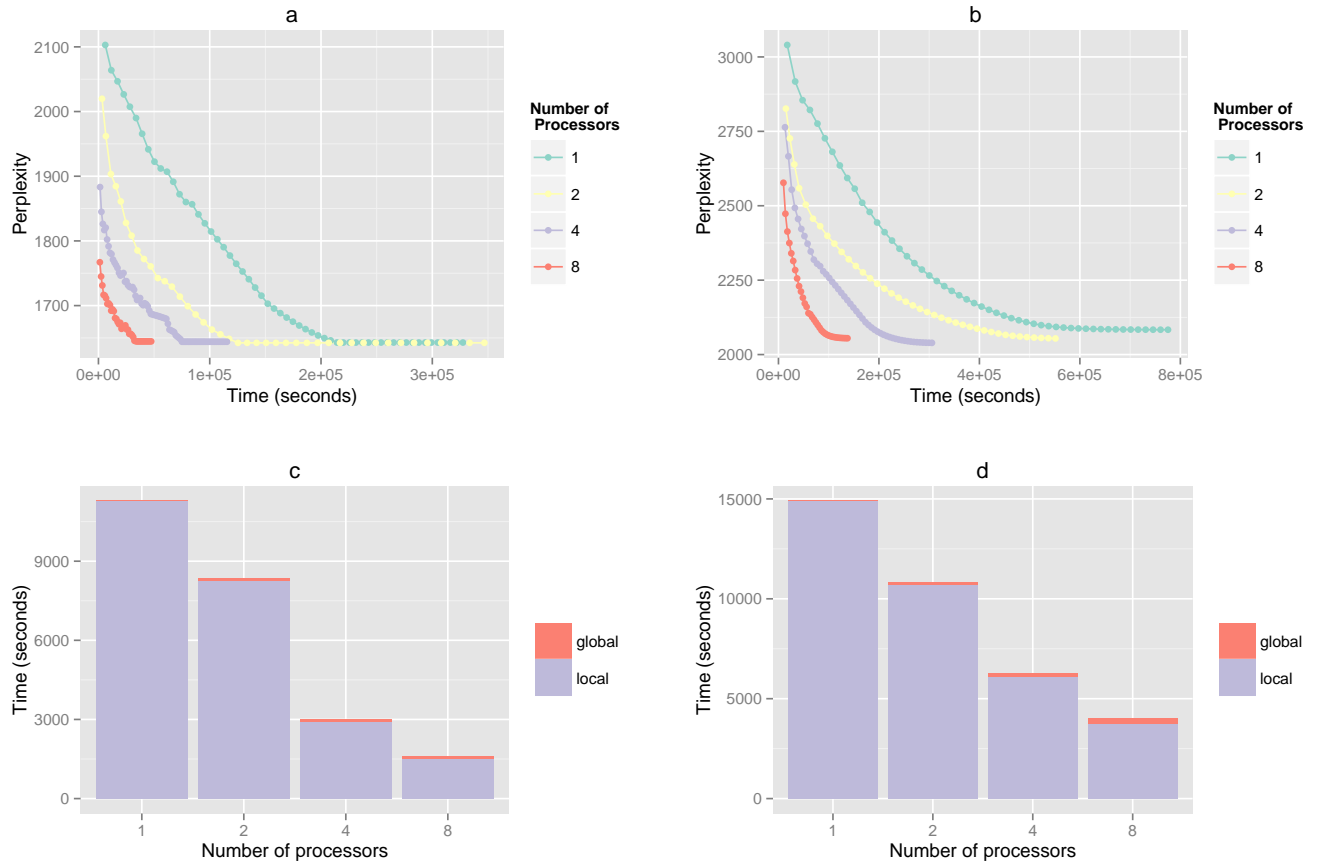 a
2100
2000
1900
1800
1700
Perplexity
0e+00 1e+05 2e+05 3e+05
Time (seconds)
Number of
Processors
1
2
4
8
b
3000
2750
2500
2250
2000
Perplexity
0e+00 2e+05 4e+05 6e+05 8e+05
Time (seconds)
Number of
Processors
1
2
4
8
c
9000
6000
3000
0
Time (seconds)
1 2 4 8
Number of processors
global
local
d
15000
10000
5000
0
Time (seconds)
1 2 4 8
Number of processors
global
local